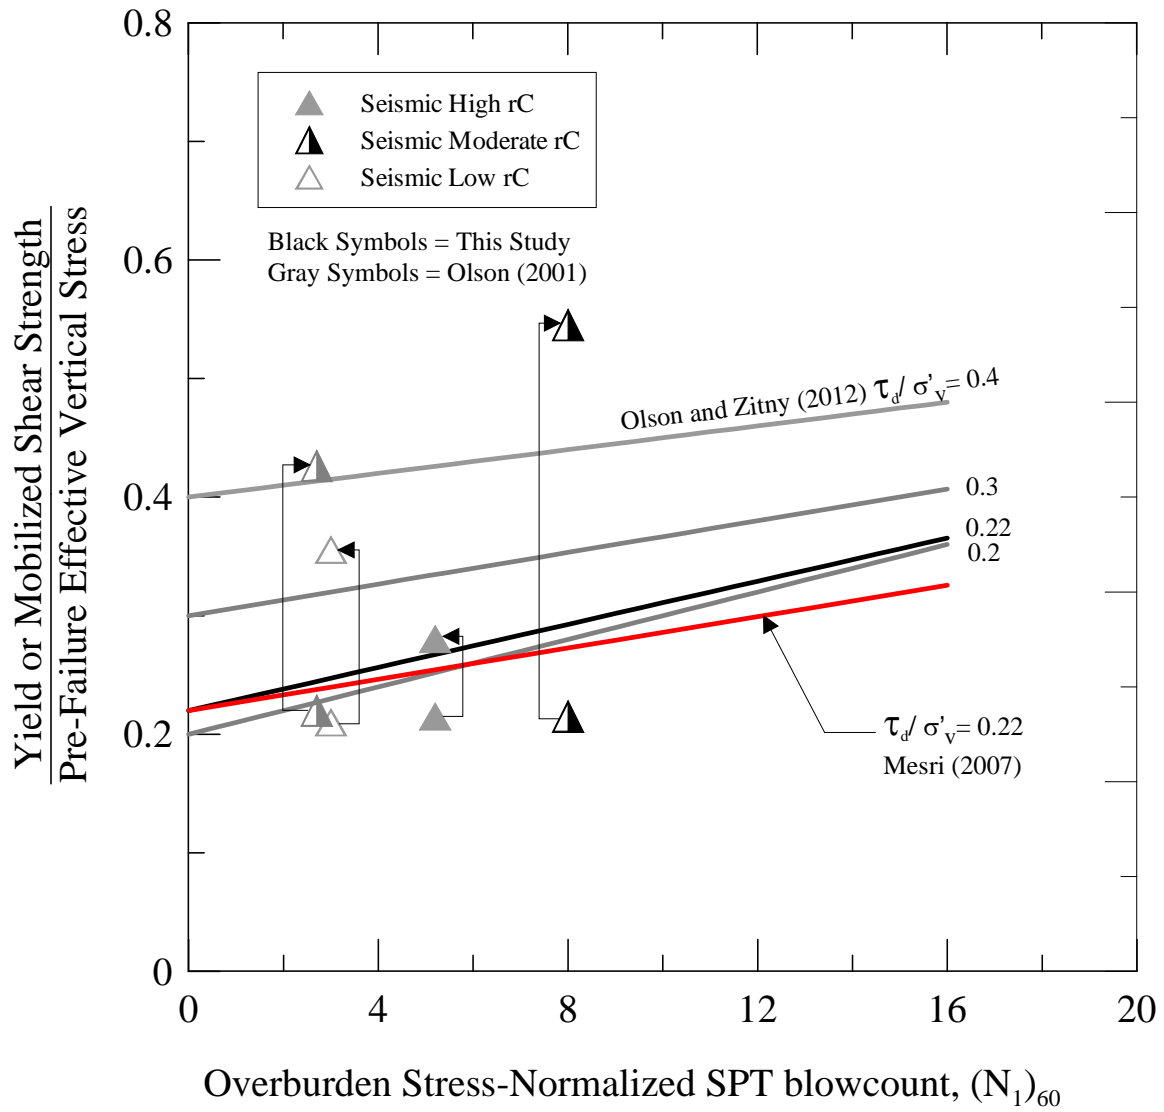 0.8
0.6
0.4
0.2
0
0
4
8
12
16
20
Yield or Mobilized Shear Strength
Pre-Failure Effective Vertical Stress
Seismic High rC
Seismic Moderate rC
Seismic Low rC
Black Symbols = This Study
Gray Symbols = Olson (2001)
Olson and Zitny (2012) τd/ σ'v= 0.4
0.3
0.22
0.2
τd/ σ'v= 0.22
Mesri (2007)
Overburden Stress-Normalized SPT blowcount, (N1)60